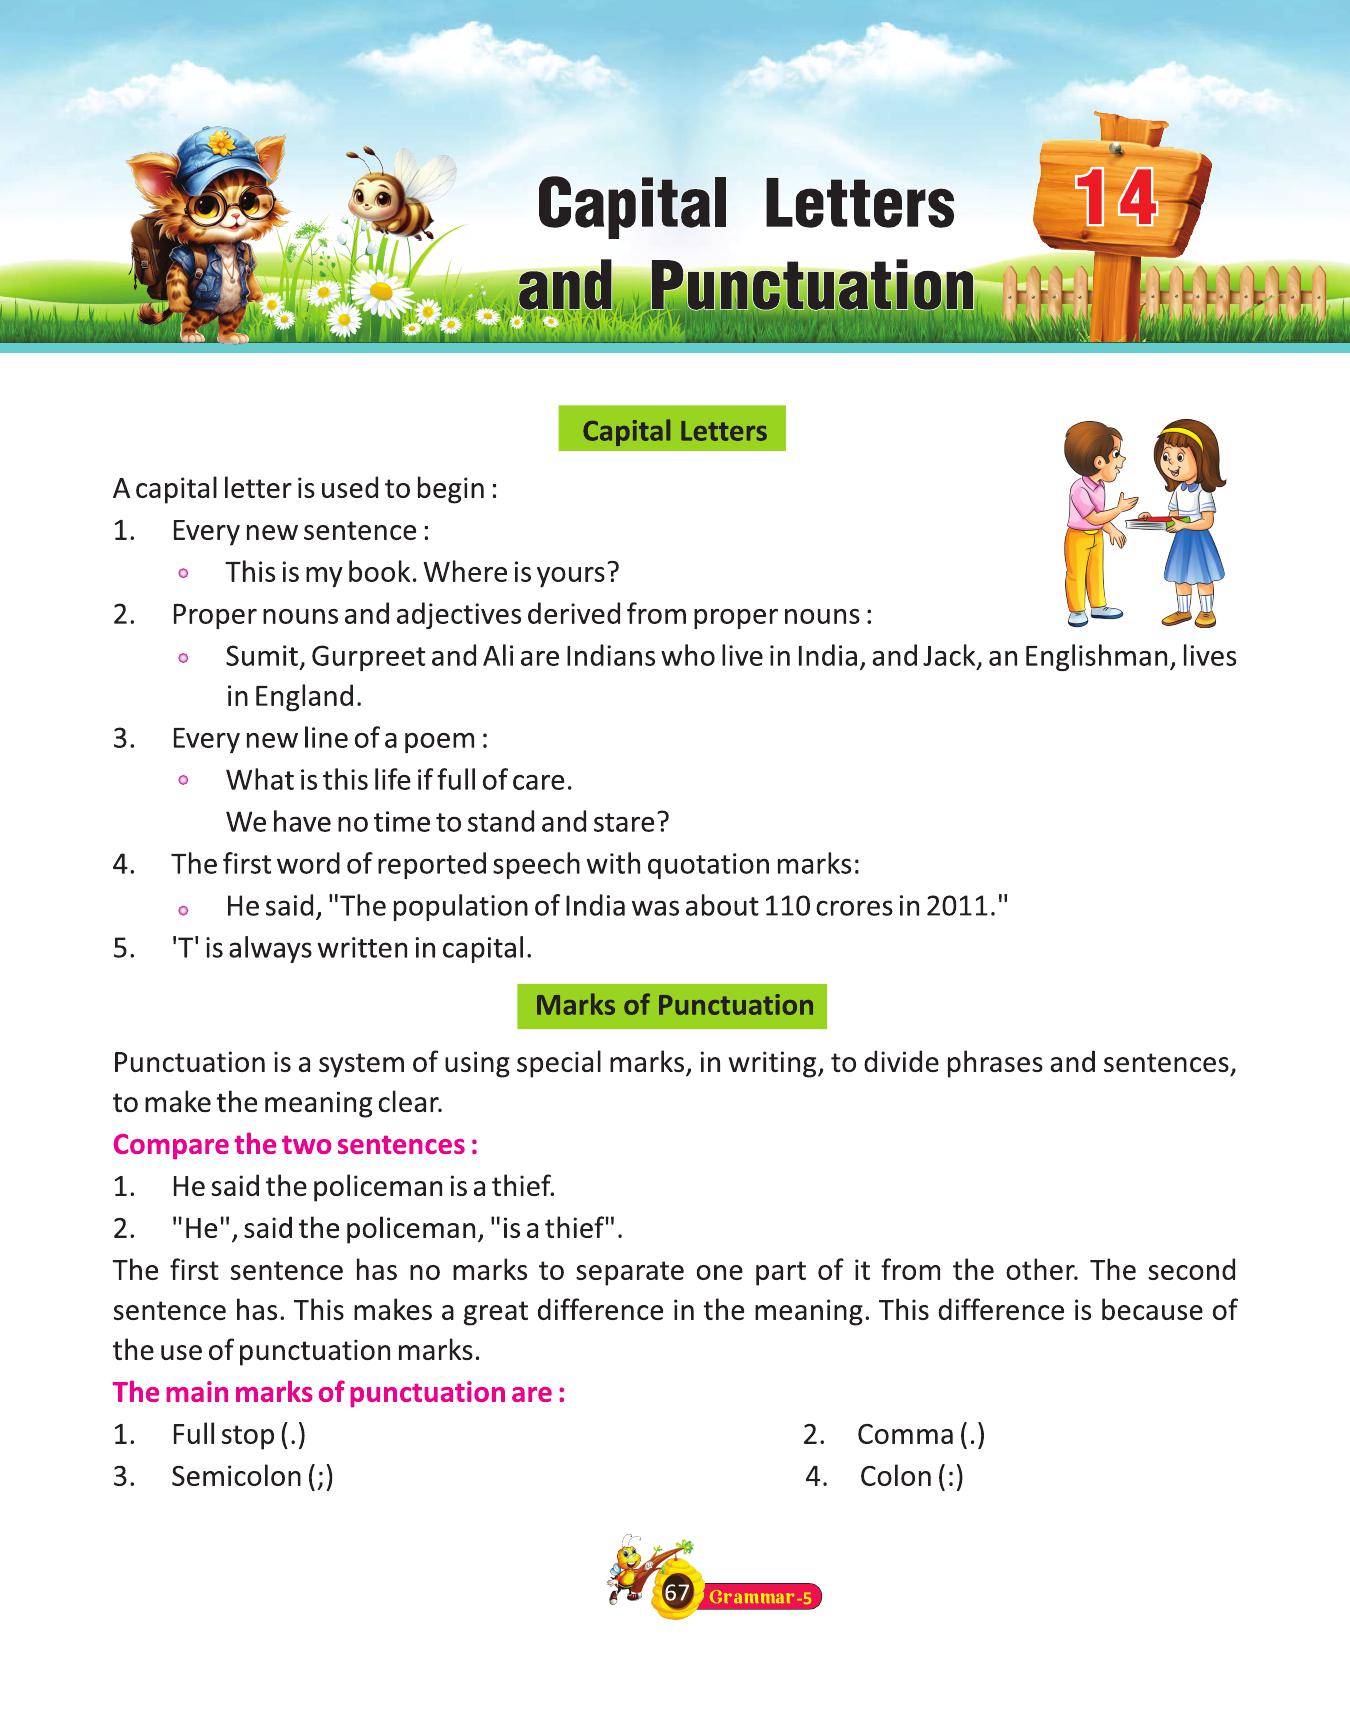 Capital Letters
and Punctuation
14
Capital Letters
A capital letter is used to begin :
1. Every new sentence :
This is my book. Where is yours?
2. Proper nouns and adjectives derived from proper nouns :
Sumit, Gurpreet and Ali are Indians who live in India, and Jack, an Englishman, lives
in England.
3. Every new line of a poem :
What is this life if full of care.
We have no time to stand and stare?
4. The first word of reported speech with quotation marks:
He said, "The population of India was about 110 crores in 2011."
5. 'T' is always written in capital.
Marks of Punctuation
Punctuation is a system of using special marks, in writing, to divide phrases and sentences,
to make the meaning clear.
Compare the two sentences :
1. He said the policeman is a thief.
2. "He", said the policeman, "is a thief".
The first sentence has no marks to separate one part of it from the other. The second
sentence has. This makes a great difference in the meaning. This difference is because of
the use of punctuation marks.
The main marks of punctuation are :
1. Full stop (.) 2. Comma (.)
3. Semicolon (;) 4. Colon (:)
67 Grammar-5